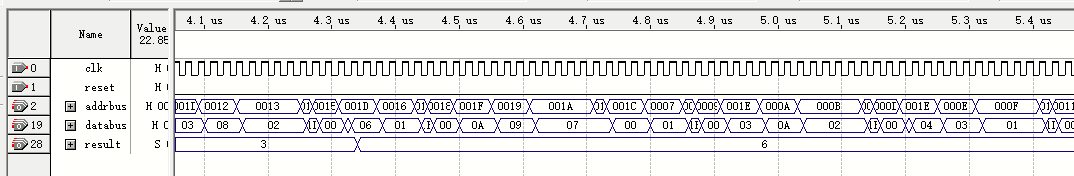 4.1 us 4.2 us 4.3 us 4.4 us 4.5 us 4.6 us 4.7 us 4.8 us 4.9 us 5.0 us 5.1 us 5.2 us 5.3 us 5.4 us
Name Value
22.85
0 clk H
1 reset H
2 addrbus H 0012 0013 001D 0016 001F 0019 001A 001C 0007 001E 000A 000B 001E 000E 000F
19 databus H 03 08 02 00 06 01 00 0A 09 07 00 01 00 03 0A 02 00 04 03 01
28 result S 3 6